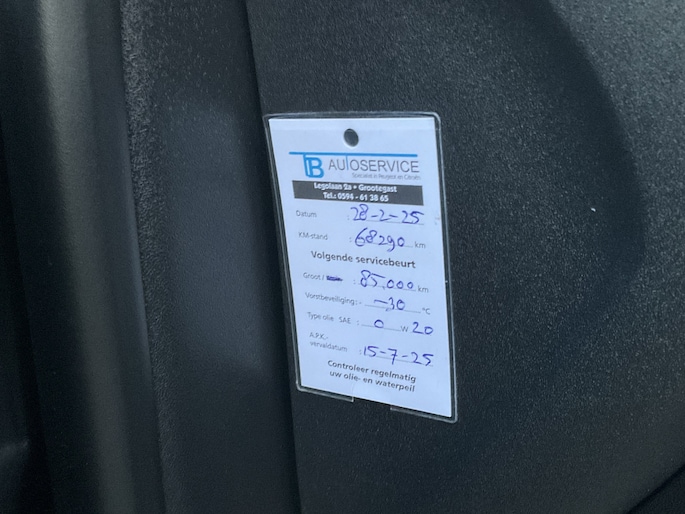 TB AUTOSERVICE
Specialist in Peugeot en Citroën
Legolaan 2a • Grootegast
Tel.: 0594 - 61 38 65
Datum : 28-2-25
KM-stand : 68290 km
Volgende servicebeurt
Groot / : 85.000 km
Vorstbeveiliging: - -30 °C
Type olie SAE : 0 W 20
A.P.K.-
vervaldatum : 15-7-25
Controleer regelmatig
uw olie- en waterpeil